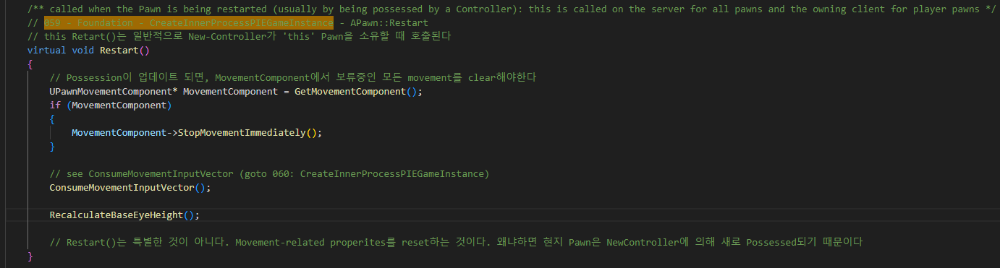 /** called when the Pawn is being restarted (usually by being possessed by a Controller): this is called on the server for all pawns and the owning client for player pawns */
// 059 - Foundation - CreateInnerProcessPIEGameInstance - APawn::Restart
// this Retart()는 일반적으로 New-Controller가 'this' Pawn을 소유할 때 호출된다
virtual void Restart()
{
// Possession이 업데이트 되면, MovementComponent에서 보류중인 모든 movement를 clear해야한다
UPawnMovementComponent* MovementComponent = GetMovementComponent();
if (MovementComponent)
{
MovementComponent->StopMovementImmediately();
}
// see ConsumeMovementInputVector (goto 060: CreateInnerProcessPIEGameInstance)
ConsumeMovementInputVector();
RecalculateBaseEyeHeight();
// Restart()는 특별한 것이 아니다. Movement-related properites를 reset하는 것이다. 왜냐하면 현지 Pawn은 NewController에 의해 새로 Possessed되기 때문이다
}